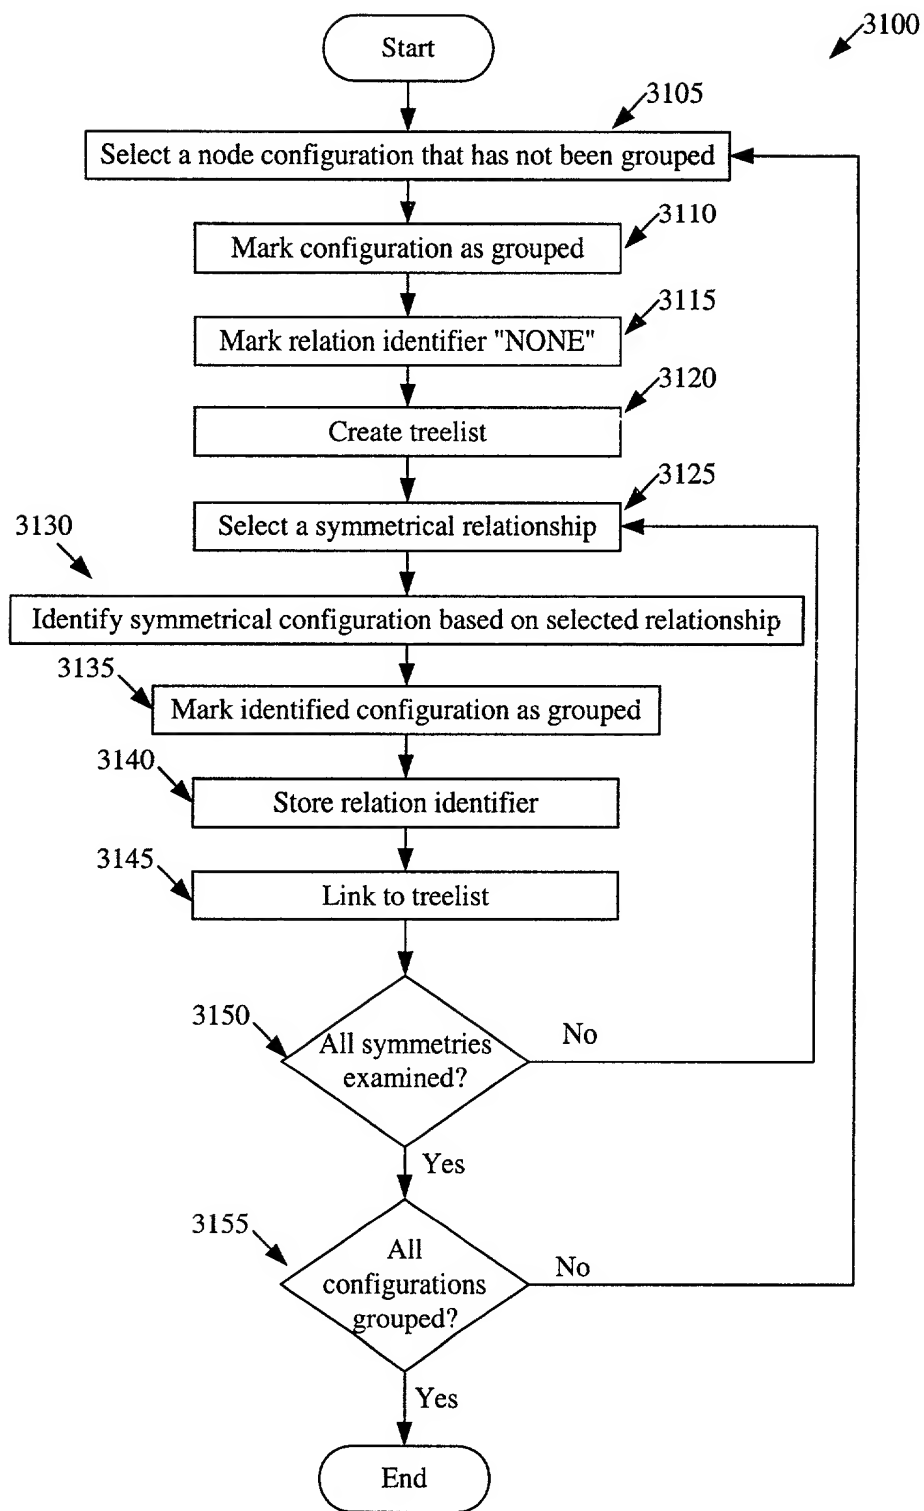 3100
Start
3105
Select a node configuration that has not been grouped
3110
Mark configuration as grouped
3115
Mark relation identifier "NONE"
3120
Create treelist
3125
Select a symmetrical relationship
3130
Identify symmetrical configuration based on selected relationship
3135
Mark identified configuration as grouped
3140
Store relation identifier
3145
Link to treelist
3150
All symmetries
examined?
No
Yes
3155
All
configurations
grouped?
No
Yes
End